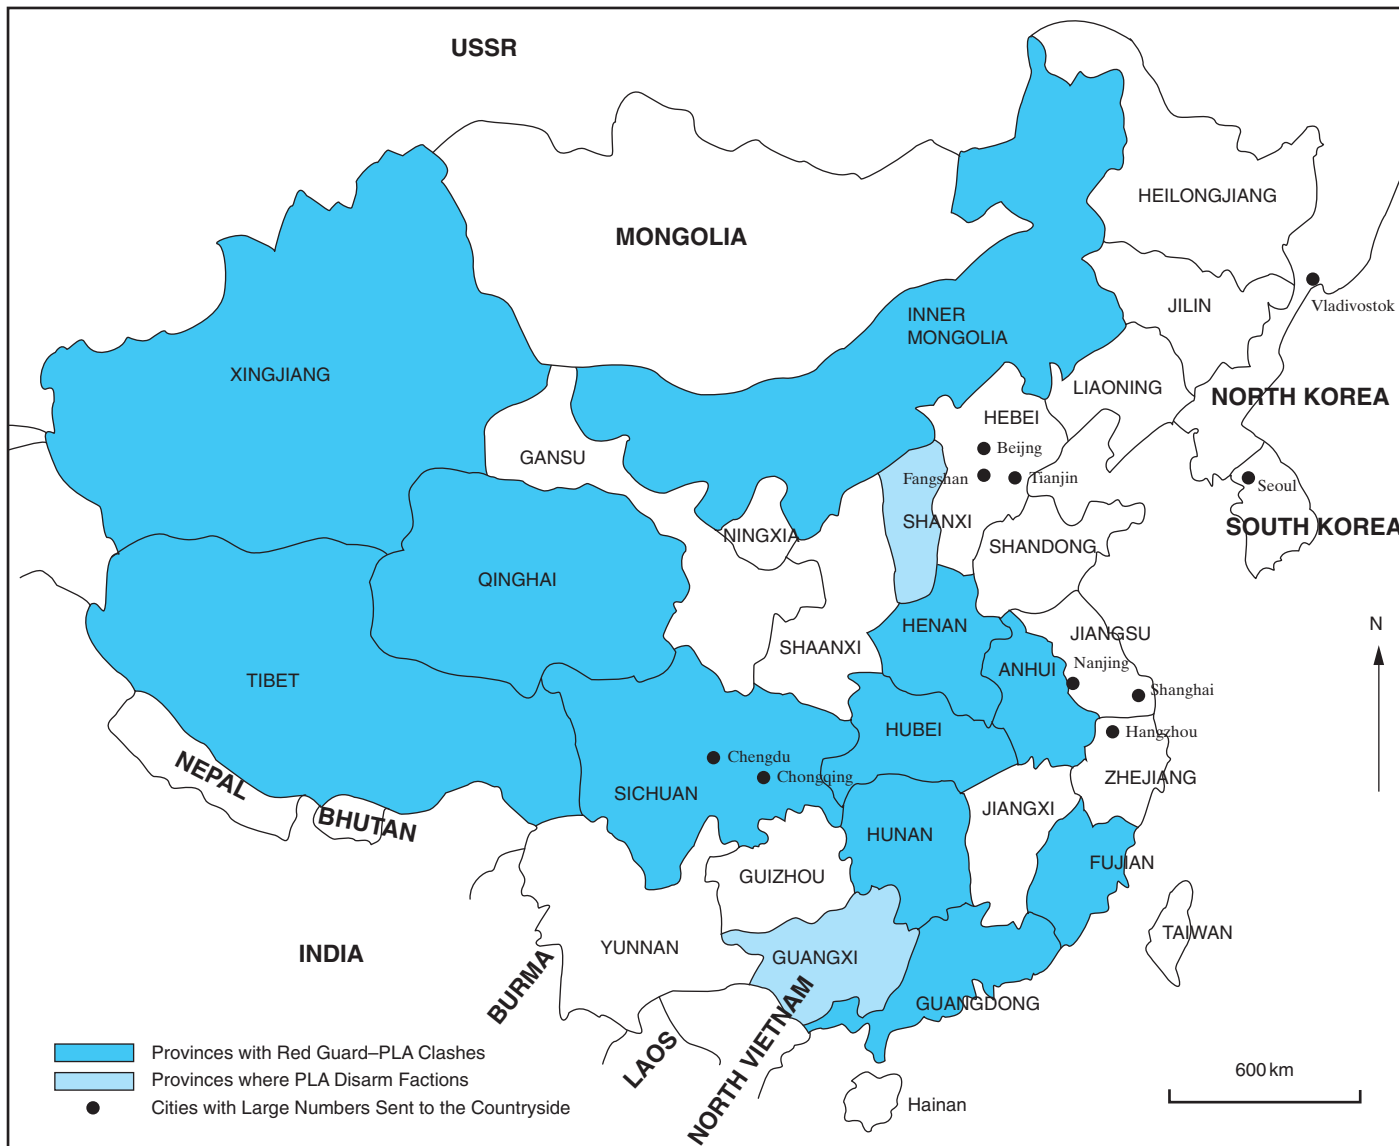 USSR
HEILONGJIANG
MONGOLIA
JILIN
Vladivostok
INNER
MONGOLIA
XINGJIANG
LIAONING
NORTH KOREA
HEBEI
Beijng
GANSU
Fangshan
Tianjin
Seoul
SHANXI
SOUTH KOREA
NINGXIA
SHANDONG
QINGHAI
HENAN
JIANGSU
N
SHAANXI
ANHUI
Nanjing
TIBET
Shanghai
HUBEI
Hangzhou
Chengdu
Chongqing
ZHEJIANG
NEPAL
SICHUAN
JIANGXI
BHUTAN
HUNAN
FUJIAN
GUIZHOU
TAIWAN
INDIA
YUNNAN
GUANGXI
BURMA
GUANGDONG
LAOS
NORTH VIETNAM
Provinces with Red Guard–PLA Clashes
Provinces where PLA Disarm Factions
Cities with Large Numbers Sent to the Countryside
600 km
Hainan